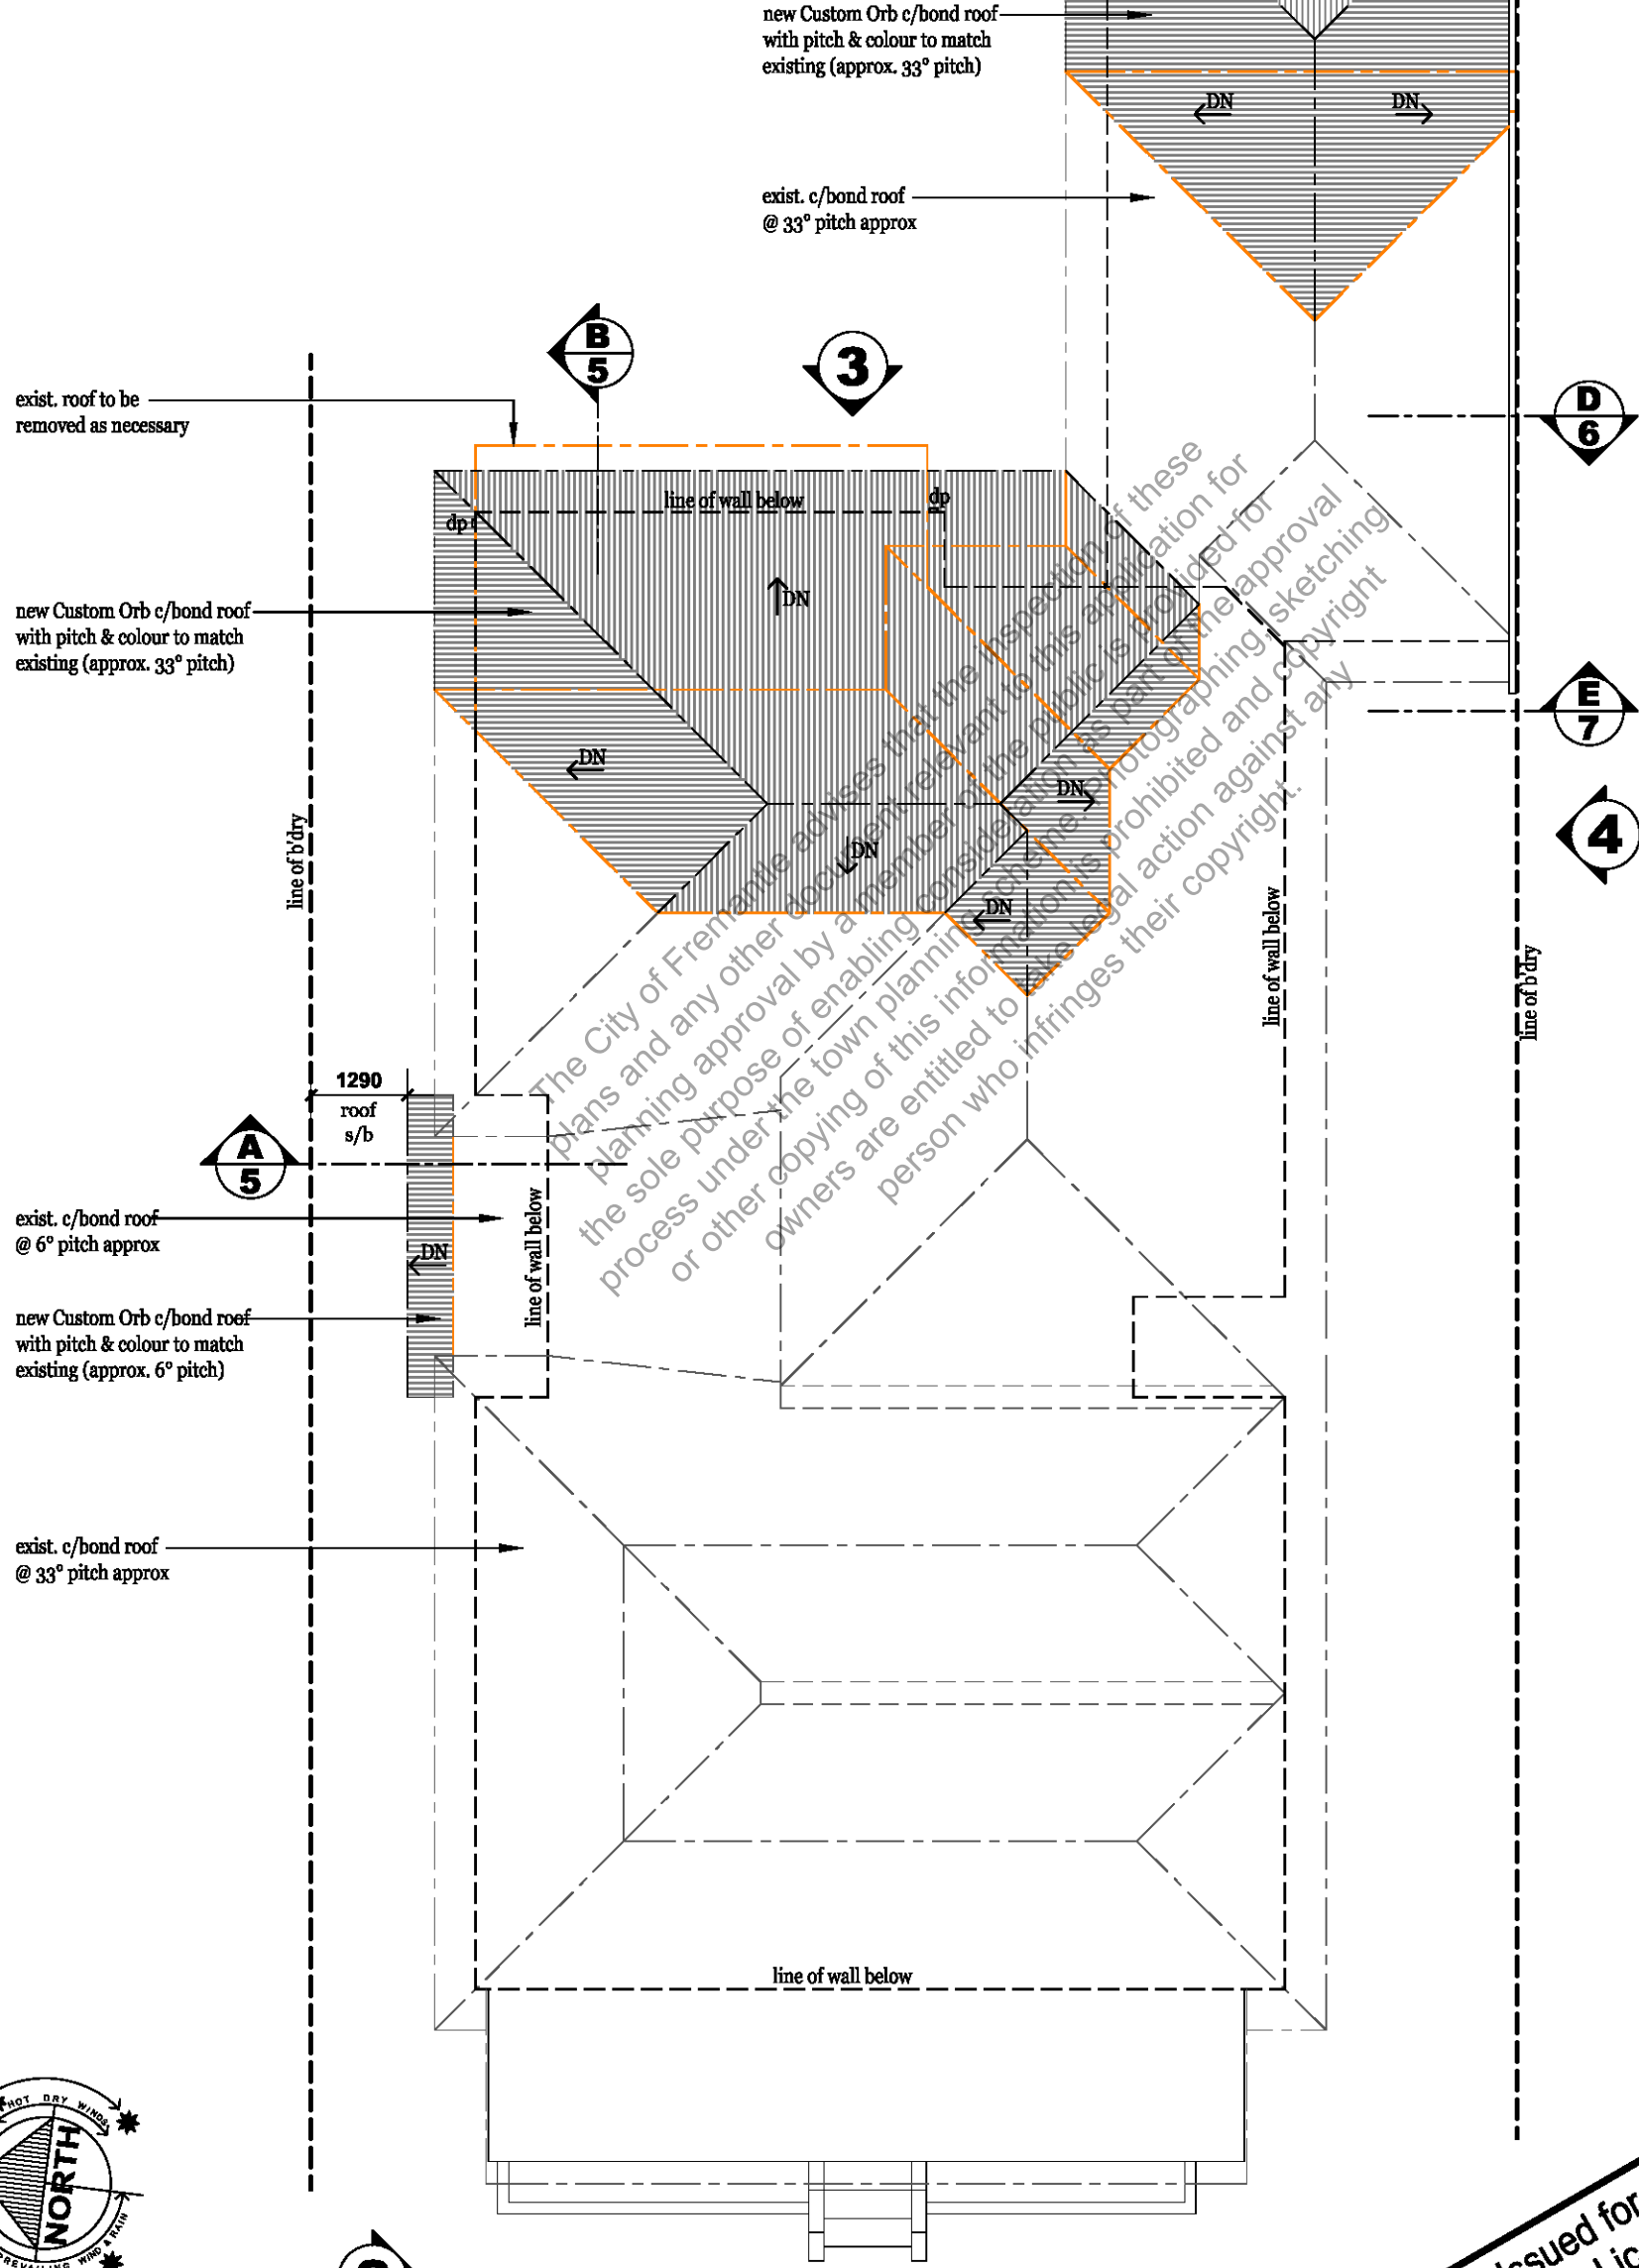 new Custom Orb c/bond roof
with pitch & colour to match
existing (approx. 33° pitch)
DN
DN
exist. c/bond roof
@ 33° pitch approx
B
5
3
D
6
exist. roof to be
removed as necessary
line of wall below
dp
dp
DN
new Custom Orb c/bond roof
with pitch & colour to match
existing (approx. 33° pitch)
E
7
DN
DN
DN
DN
4
line of b'dry
line of wall below
line of b'dry
The City of Fremantle advises that the inspection of these
plans and any other document relevant to this application for
planning approval by a member of the public is provided for
the sole purpose of enabling consideration as part of the approval
process under the town planning scheme. Photographing, sketching
or other copying of this information is prohibited and copyright
owners are entitled to take legal action against any
person who infringes their copyright.
1290
roof
s/b
A
5
exist. c/bond roof
@ 6° pitch approx
line of wall below
DN
new Custom Orb c/bond roof
with pitch & colour to match
existing (approx. 6° pitch)
exist. c/bond roof
@ 33° pitch approx
line of wall below
HOT DRY WINDS
NORTH
PREVAILING WIND & RAIN
Issued for